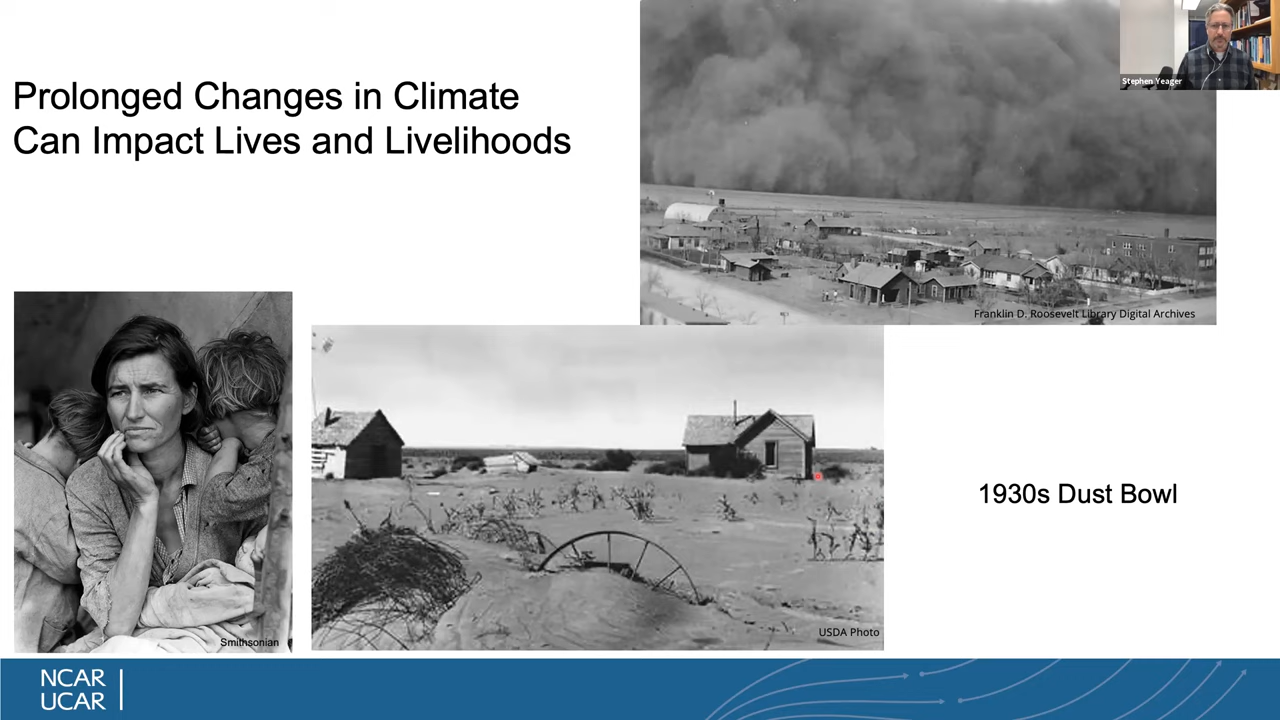 Prolonged Changes in Climate
Can Impact Lives and Livelihoods
Stephen Yeager
Franklin D. Roosevelt Library Digital Archives
1930s Dust Bowl
USDA Photo
Smithsonian
NCAR
UCAR